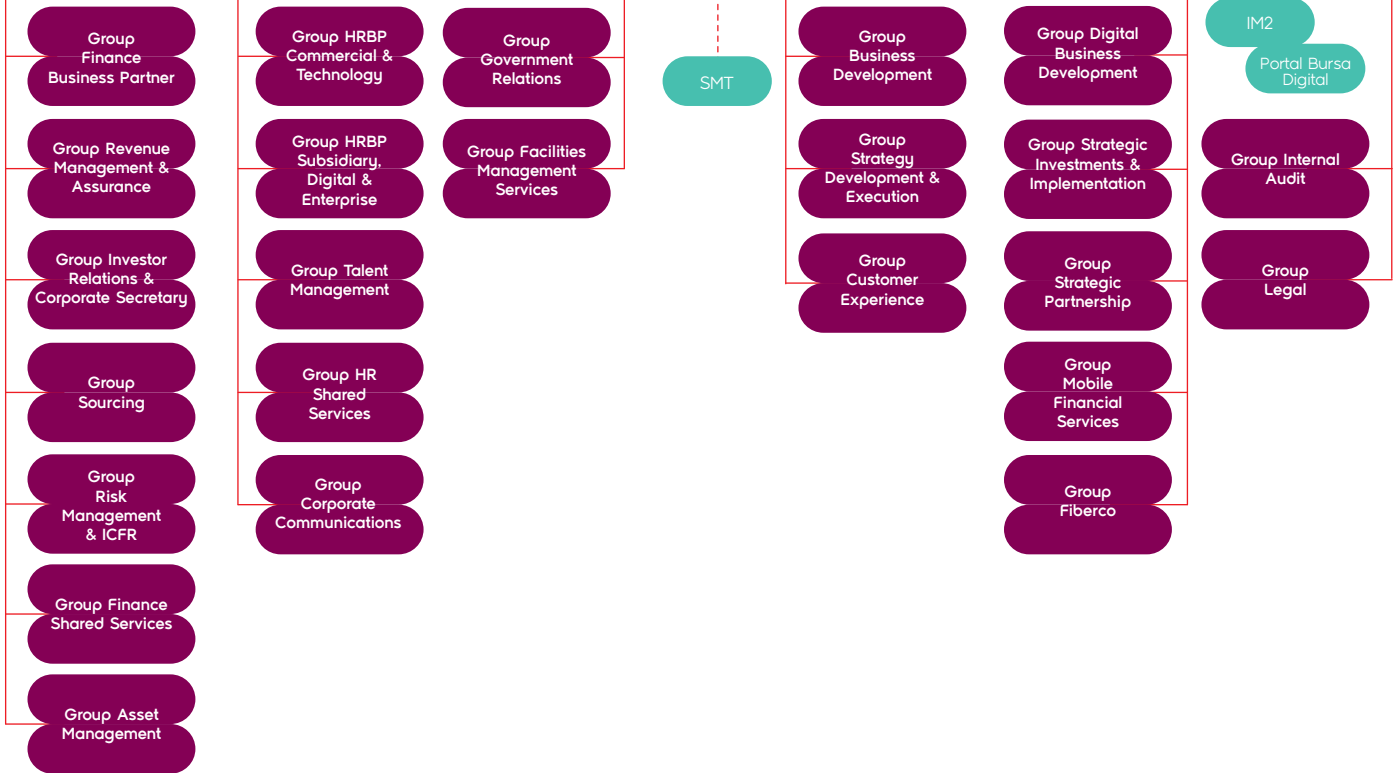 Group
Finance
Business Partner
Group Revenue
Management &
Assurance
Group Investor
Relations &
Corporate Secretary
Group
Sourcing
Group
Risk
Management
& ICFR
Group Finance
Shared Services
Group Asset
Management
Group HRBP
Commercial &
Technology
Group HRBP
Subsidiary,
Digital &
Enterprise
Group Talent
Management
Group HR
Shared
Services
Group
Corporate
Communications
Group
Government
Relations
Group Facilities
Management
Services
SMT
Group
Business
Development
Group
Strategy
Development &
Execution
Group
Customer
Experience
Group Digital
Business
Development
Group Strategic
Investments &
Implementation
Group
Strategic
Partnership
Group
Mobile
Financial
Services
Group
Fiberco
IM2
Portal Bursa
Digital
Group Internal
Audit
Group
Legal